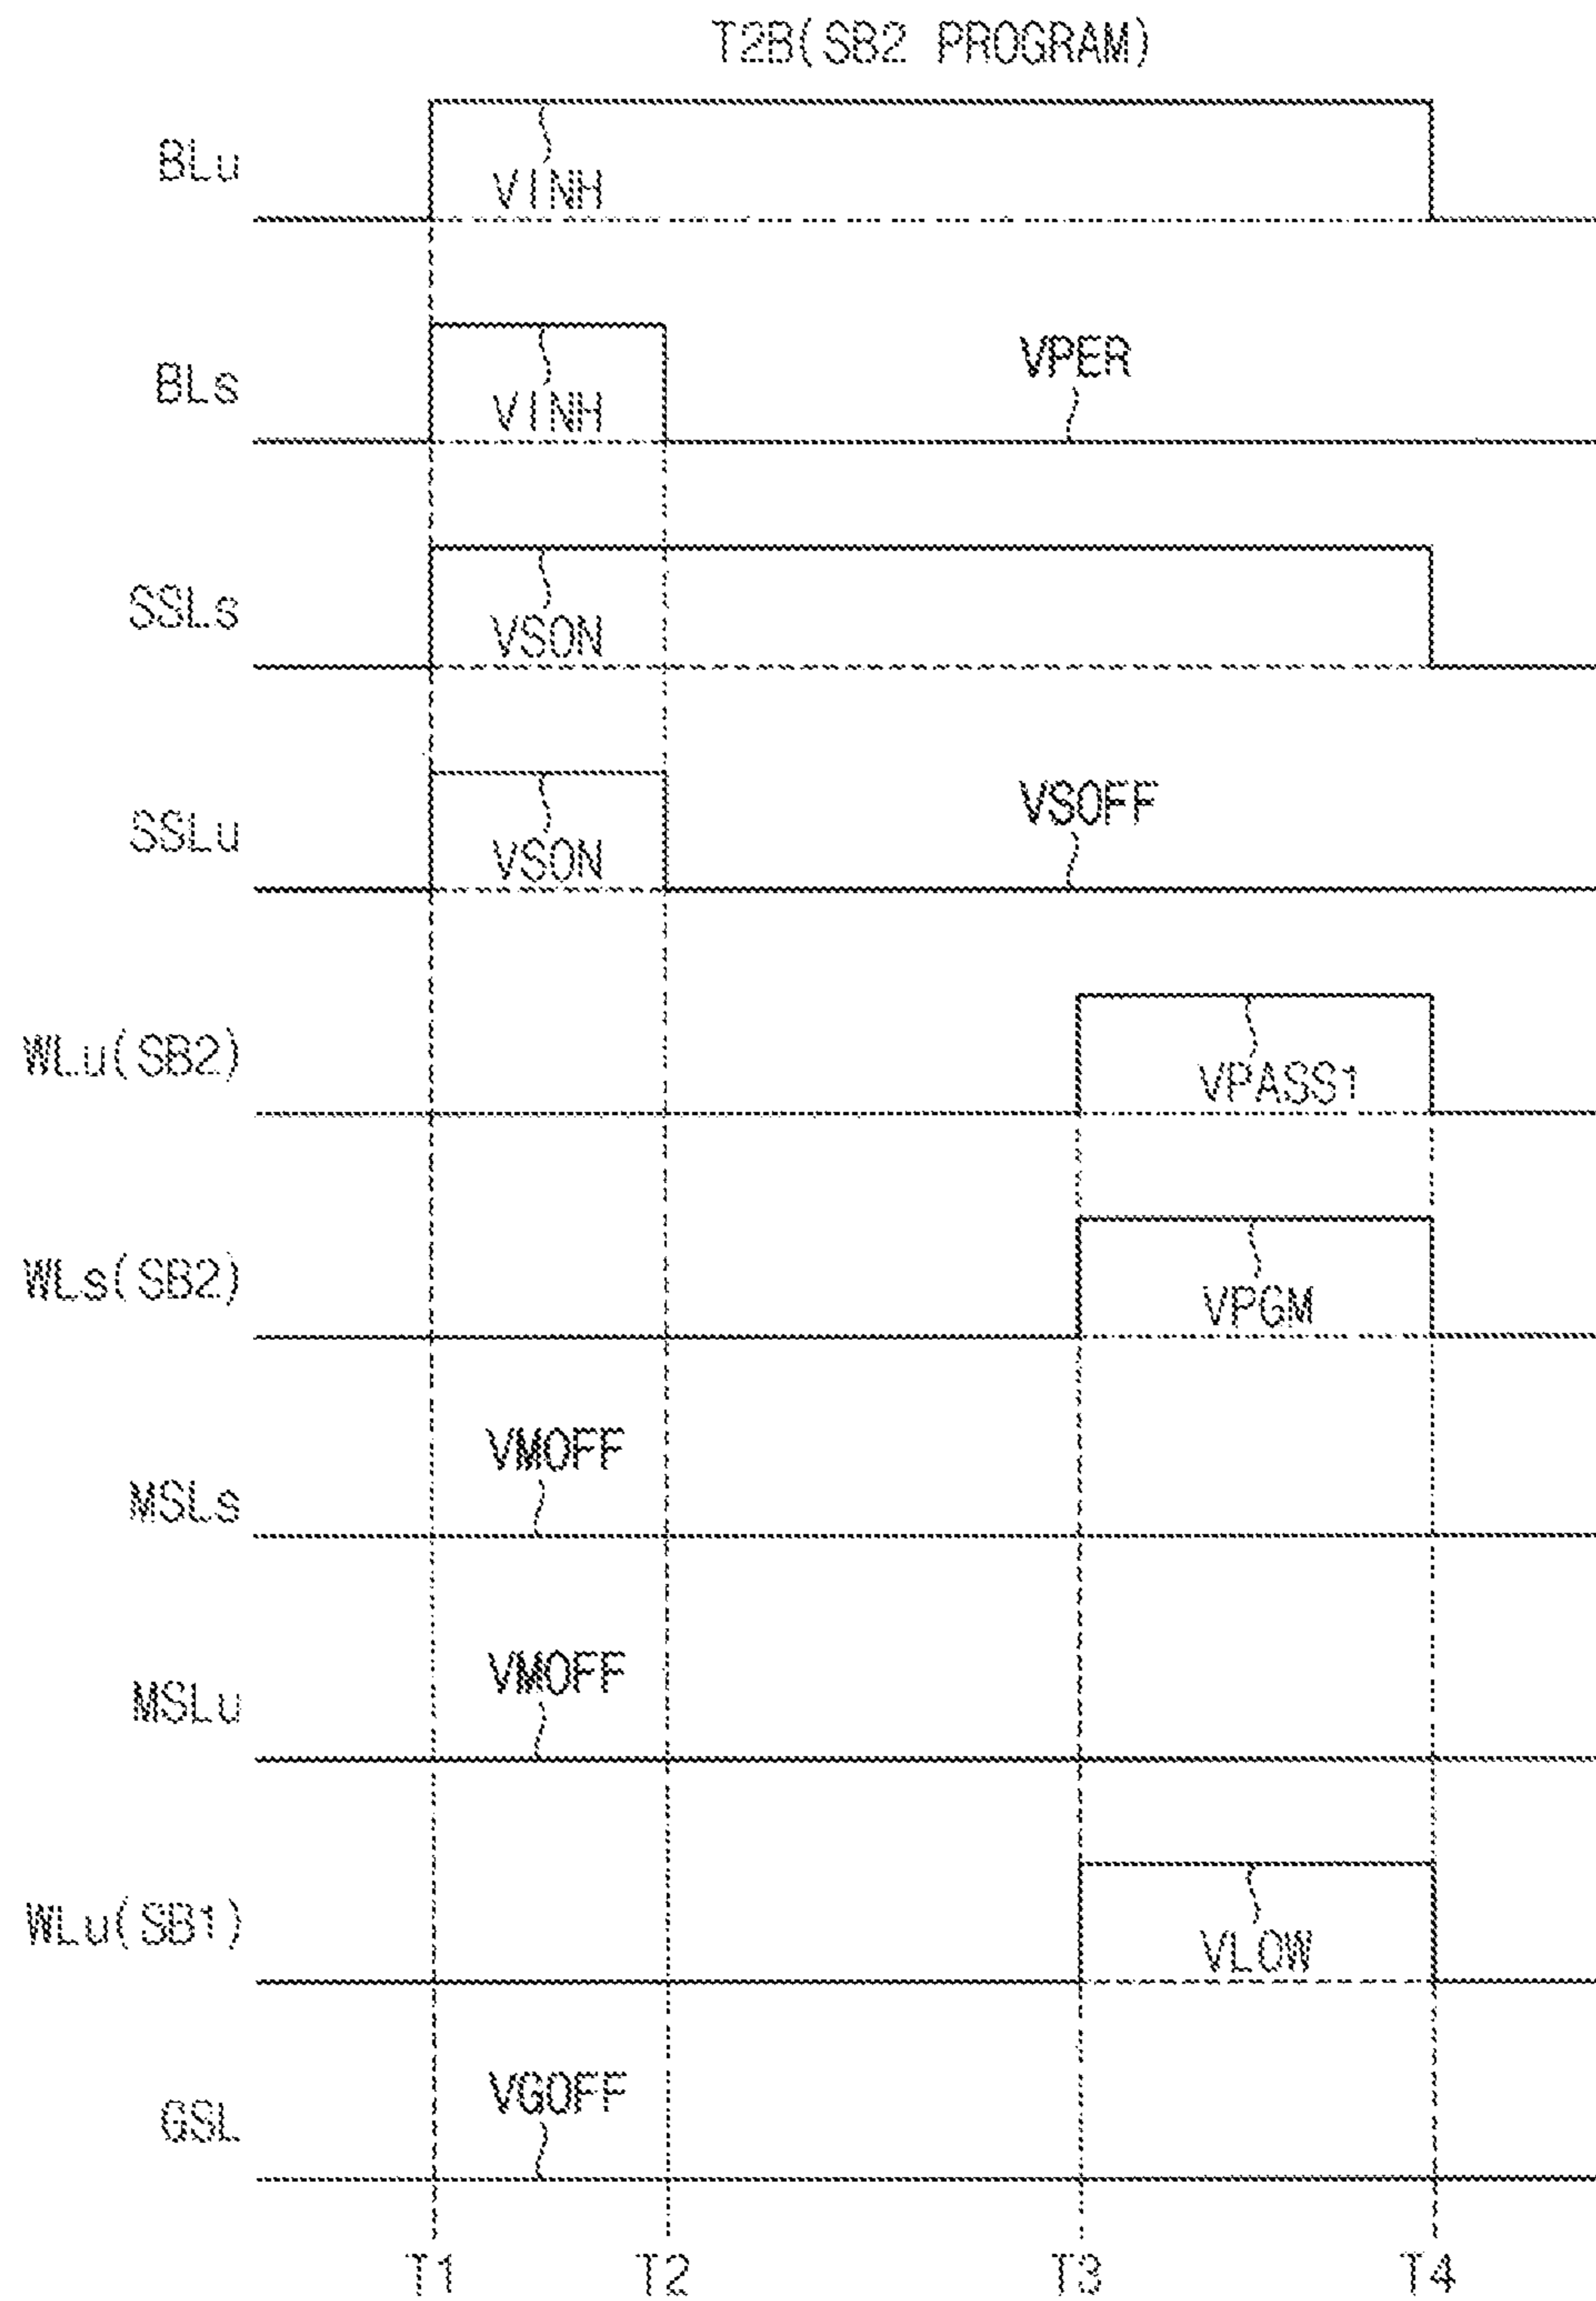 T2B(SB2 PROGRAM)
BLu
VINH
BLs
VINH
VPER
SSLs
VSON
SSLu
VSON
VSOFF
WLu(SB2)
VPASS1
WLs(SB2)
VPGM
MSLs
VMOFF
MSLu
VMOFF
WLu(SB1)
VLOW
GSL
VGOFF
T1 T2 T3 T4